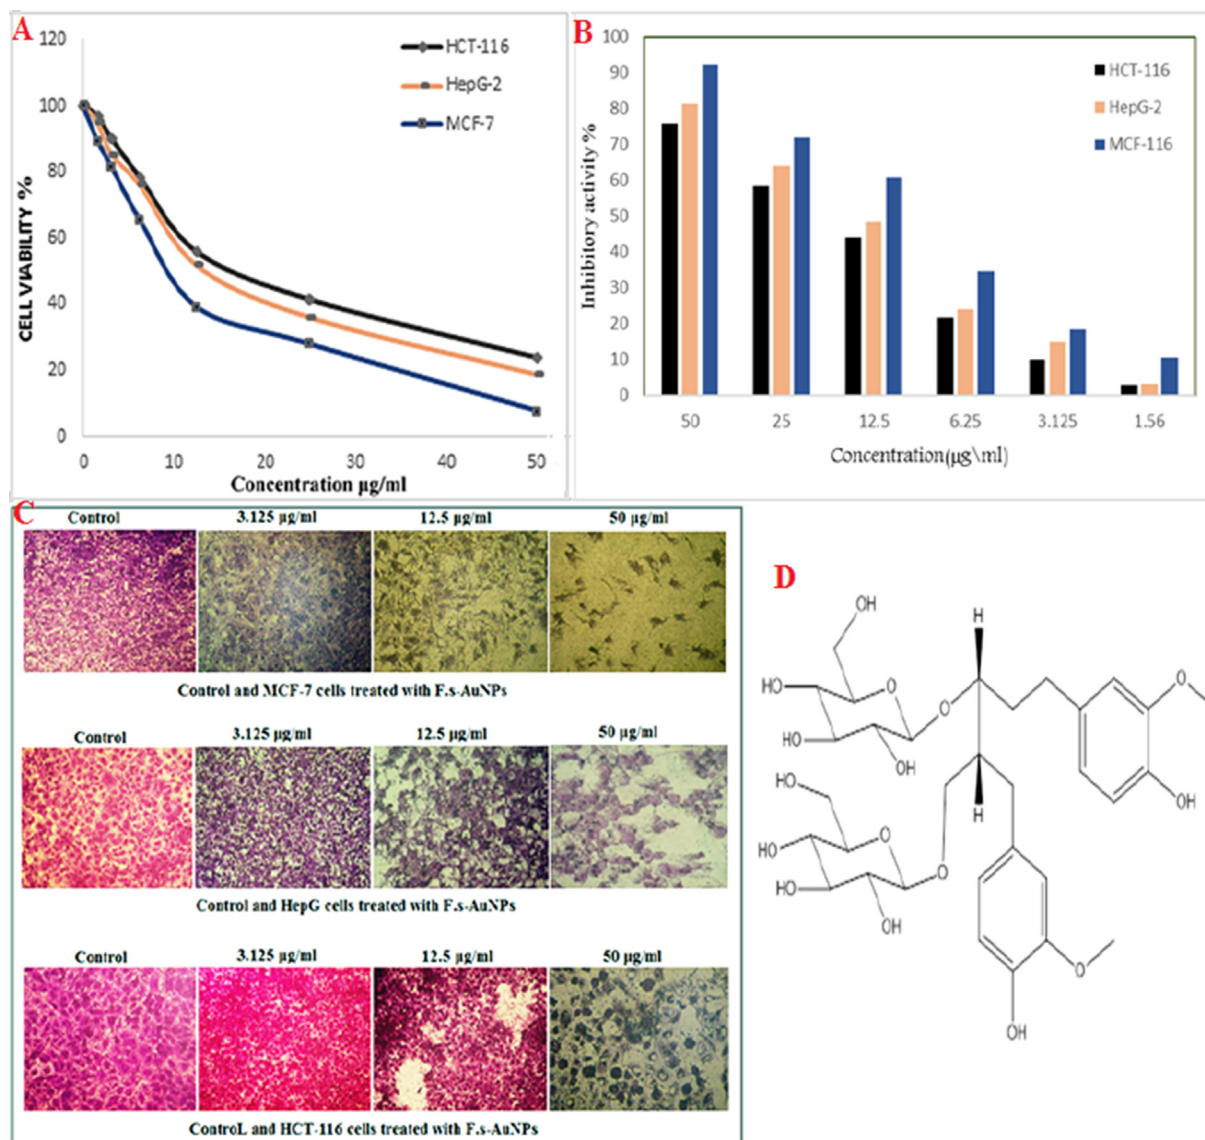 A
120
100
80
60
40
20
0
CELL VIABILITY %
HCT-116
HepG-2
MCF-7
0 10 20 30 40 50
Concentration µg/ml
B
100
90
80
70
60
50
40
30
20
10
0
Inhibitory activity %
HCT-116
HepG-2
MCF-116
50 25 12.5 6.25 3.125 1.56
Concentration(µg\ml)
C
Control 3.125 µg/ml 12.5 µg/ml 50 µg/ml
Control and MCF-7 cells treated with F.s-AuNPs
Control 3.125 µg/ml 12.5 µg/ml 50 µg/ml
Control and HepG cells treated with F.s-AuNPs
Control 3.125 µg/ml 12.5 µg/ml 50 µg/ml
ControL and HCT-116 cells treated with F.s-AuNPs
D
OH
H
HO O O O
HO
OH
OH
HO
H
HO O O
HO
OH
O
OH